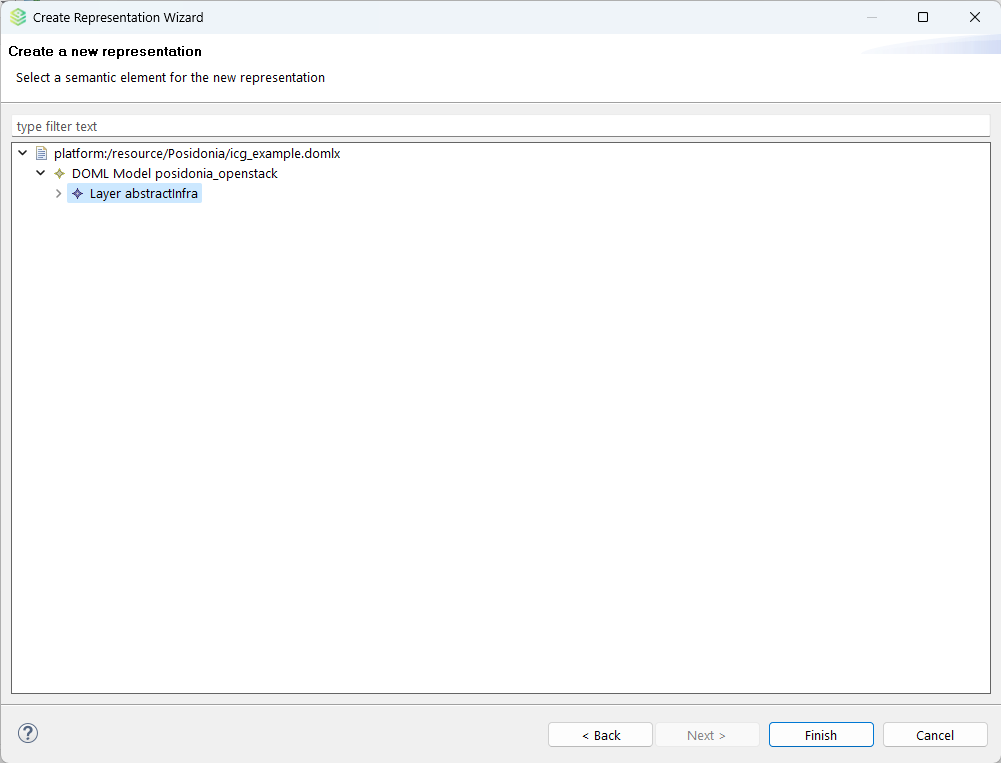 Create Representation Wizard
Create a new representation
Select a semantic element for the new representation
type filter text
platform:/resource/Posidonia/icg_example.domlx
DOML Model posidonia_openstack
Layer abstractInfra
?
< Back
Next >
Finish
Cancel